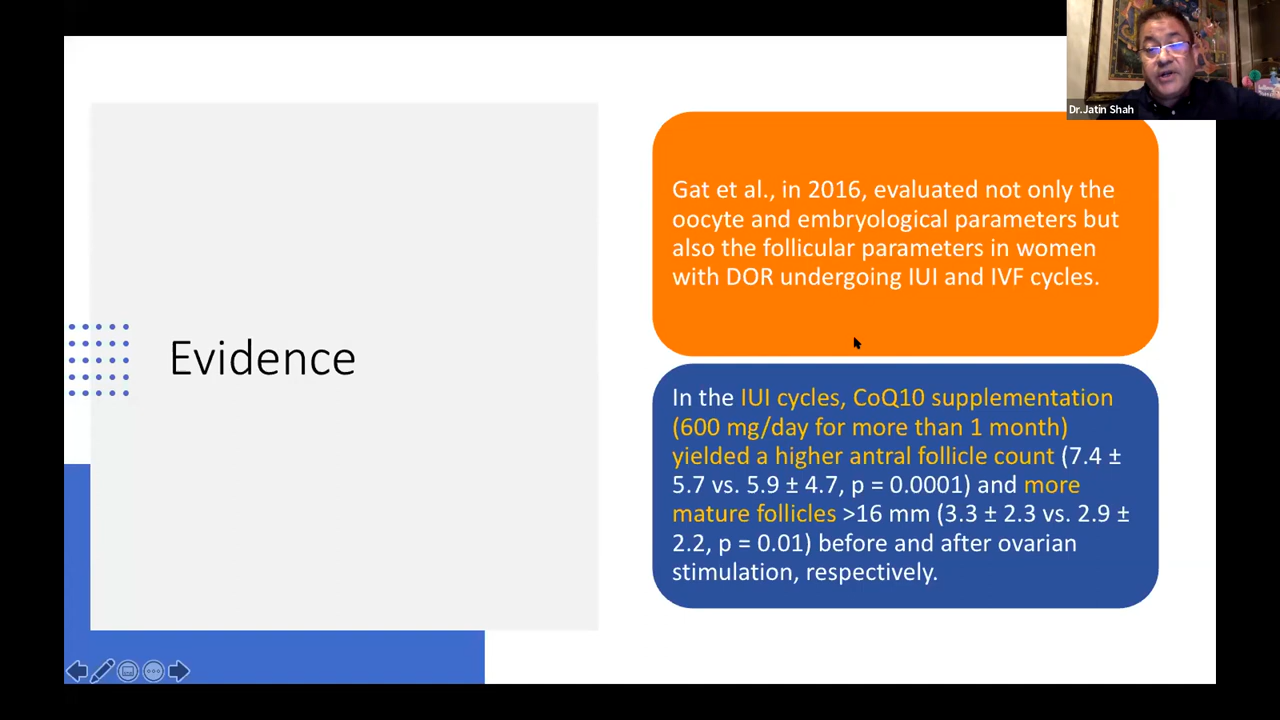 Dr.Jatin Shah
Evidence
Gat et al., in 2016, evaluated not only the
oocyte and embryological parameters but
also the follicular parameters in women
with DOR undergoing IUI and IVF cycles.
In the IUI cycles, CoQ10 supplementation
(600 mg/day for more than 1 month)
yielded a higher antral follicle count (7.4 ±
5.7 vs. 5.9 ± 4.7, p = 0.0001) and more
mature follicles >16 mm (3.3 ± 2.3 vs. 2.9 ±
2.2, p = 0.01) before and after ovarian
stimulation, respectively.